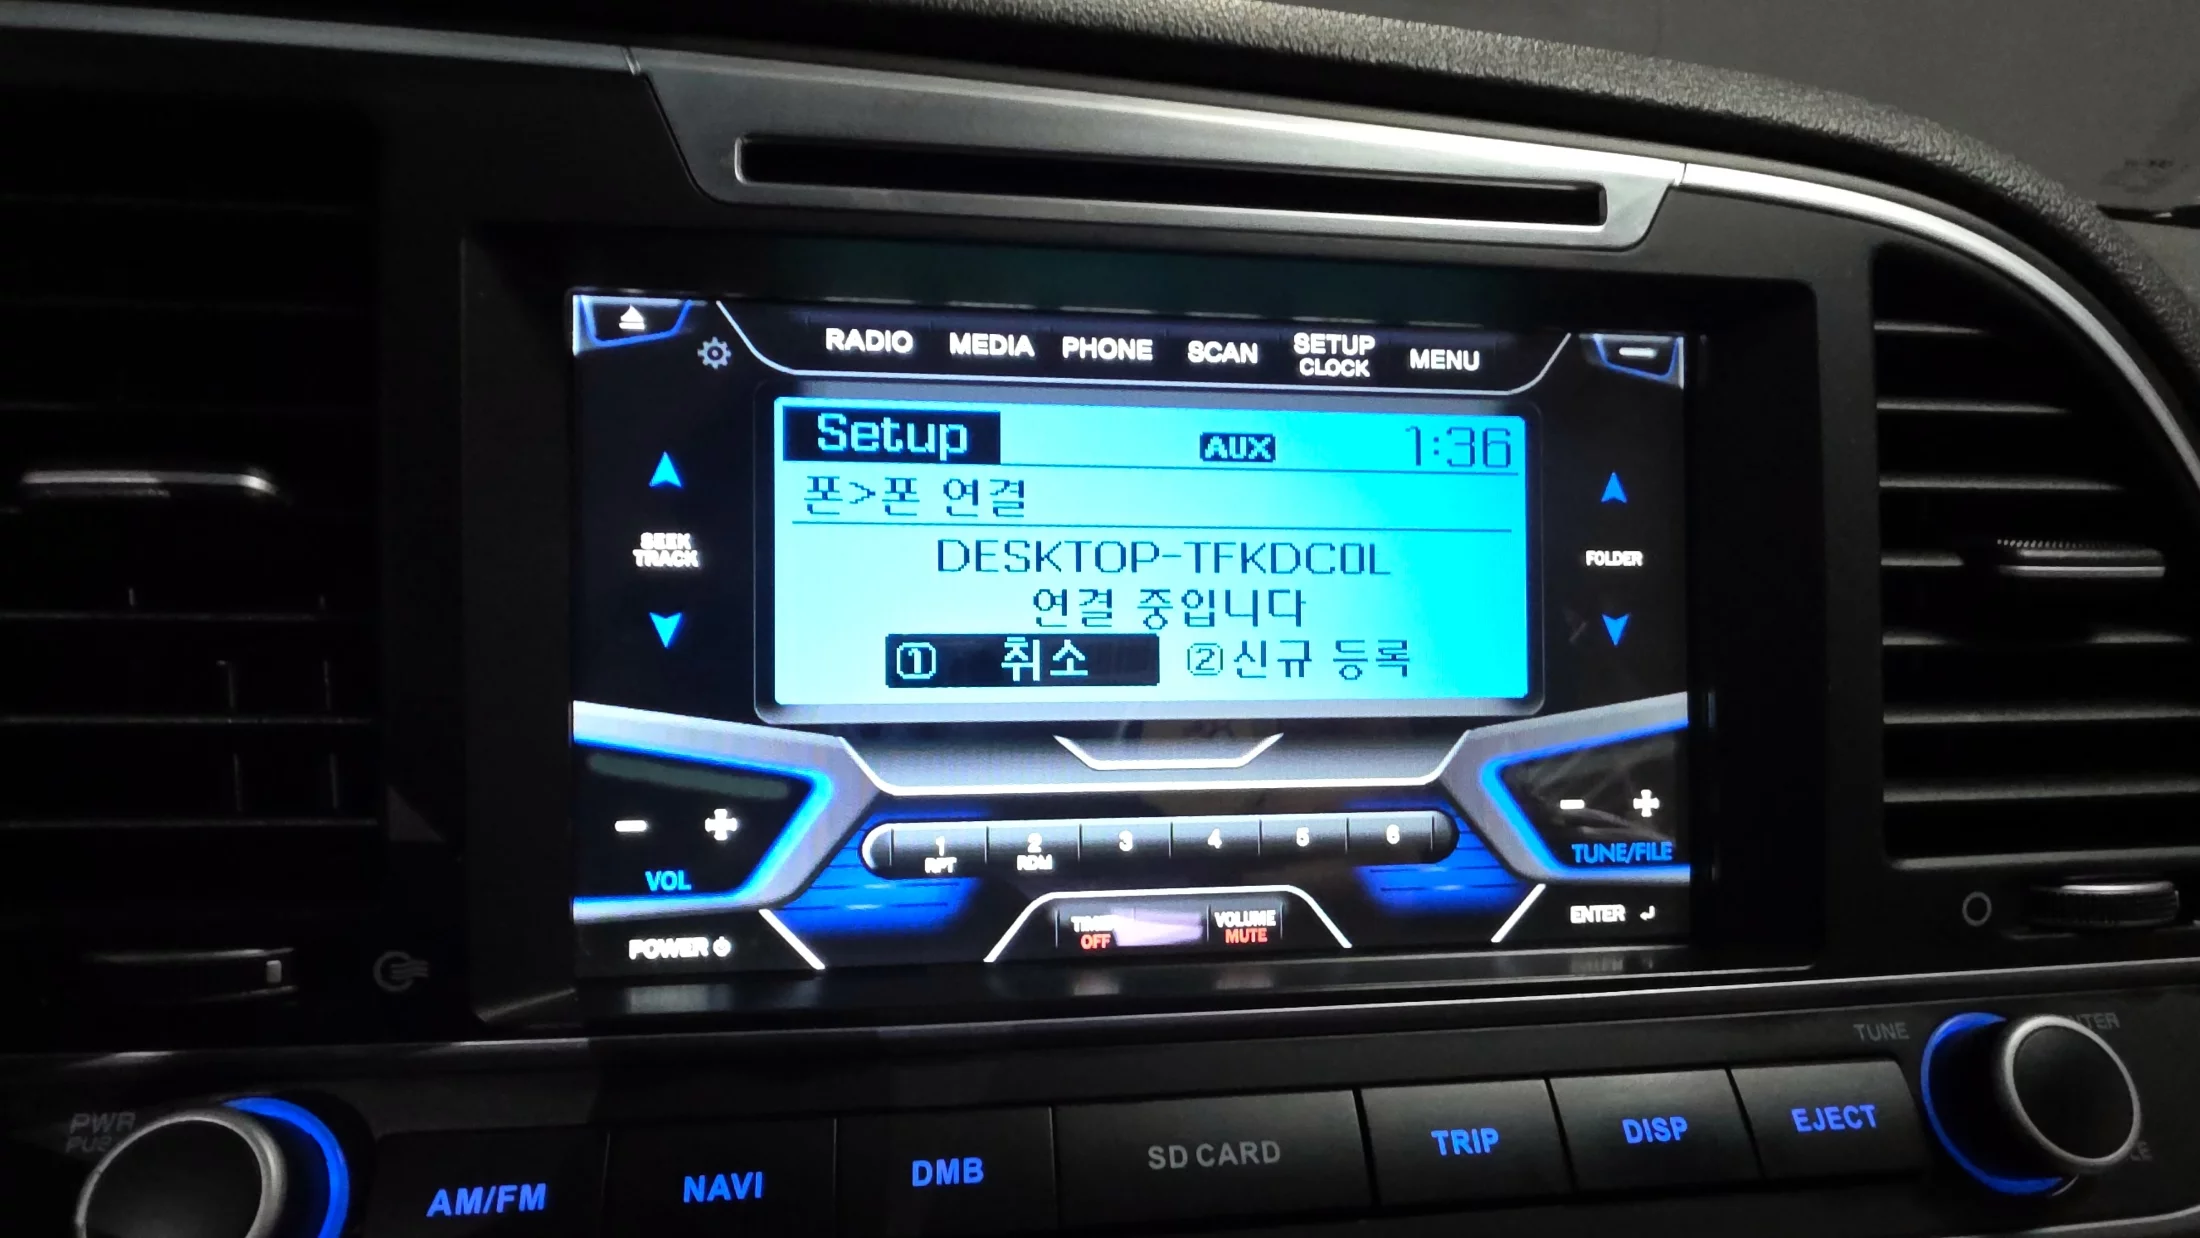 RADIO MEDIA PHONE SCAN SETUP CLOCK MENU
Setup AUX 1:36
폰>폰 연결
DESKTOP-TFKDC0L
연결 중입니다
① 취소 ②신규 등록
SEEK
TRACK
FOLDER
VOL
1 2 3 4 5 6
RPT RDM
TUNE/FILE
POWER
OFF
VOLUME
MUTE
ENTER
PWR
TUNE
AM/FM NAVI DMB SD CARD TRIP DISP EJECT